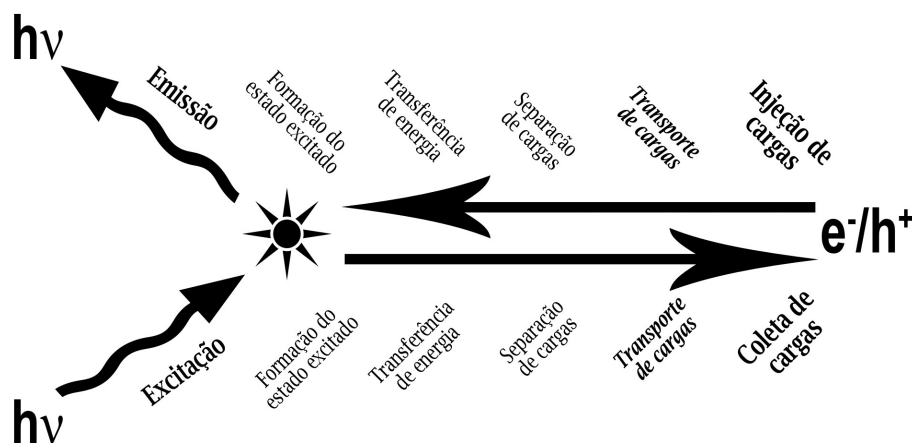 hν
Emissão
Formação do
estado excitado
Transferência
de energia
Separação
de cargas
Transporte
de cargas
Injeção de
cargas
e⁻/h⁺
Excitação
Formação do
estado excitado
Transferência
de energia
Separação
de cargas
Transporte
de cargas
Coleta de
cargas
hν